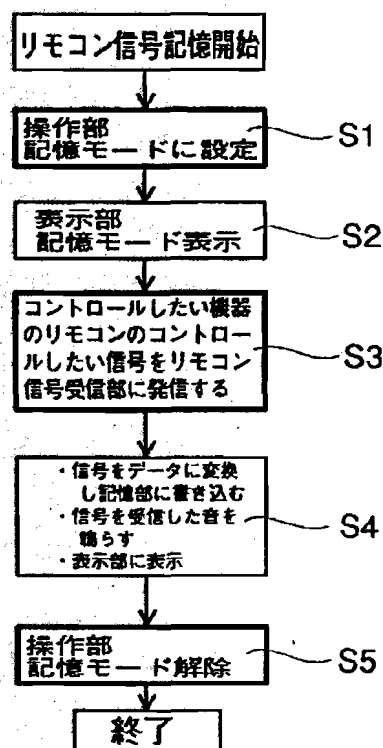 リモコン信号記憶開始
操作部
記憶モードに設定
S1
表示部
記憶モード表示
S2
コントロールしたい機器
のリモコンのコントロー
ルしたい信号をリモコン
信号受信部に発信する
S3
・信号をデータに変換
し記憶部に書き込む
・信号を受信した音を
鳴らす
・表示部に表示
S4
操作部
記憶モード解除
S5
終了